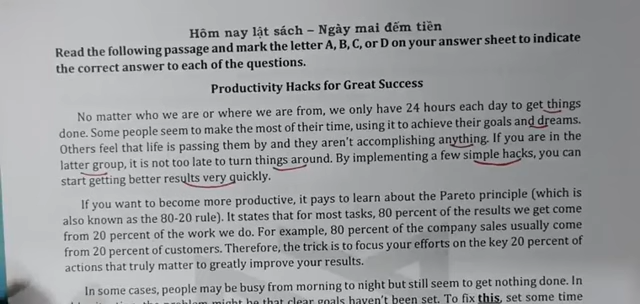 Hôm nay lật sách – Ngày mai đếm tiền
Read the following passage and mark the letter A, B, C, or D on your answer sheet to indicate
the correct answer to each of the questions.
Productivity Hacks for Great Success
No matter who we are or where we are from, we only have 24 hours each day to get things
done. Some people seem to make the most of their time, using it to achieve their goals and dreams.
Others feel that life is passing them by and they aren't accomplishing anything. If you are in the
latter group, it is not too late to turn things around. By implementing a few simple hacks, you can
start getting better results very quickly.
If you want to become more productive, it pays to learn about the Pareto principle (which is
also known as the 80-20 rule). It states that for most tasks, 80 percent of the results we get come
from 20 percent of the work we do. For example, 80 percent of the company sales usually come
from 20 percent of customers. Therefore, the trick is to focus your efforts on the key 20 percent of
actions that truly matter to greatly improve your results.
In some cases, people may be busy from morning to night but still seem to get nothing done. In
might be that clear goals haven't been set. To fix this, set some time